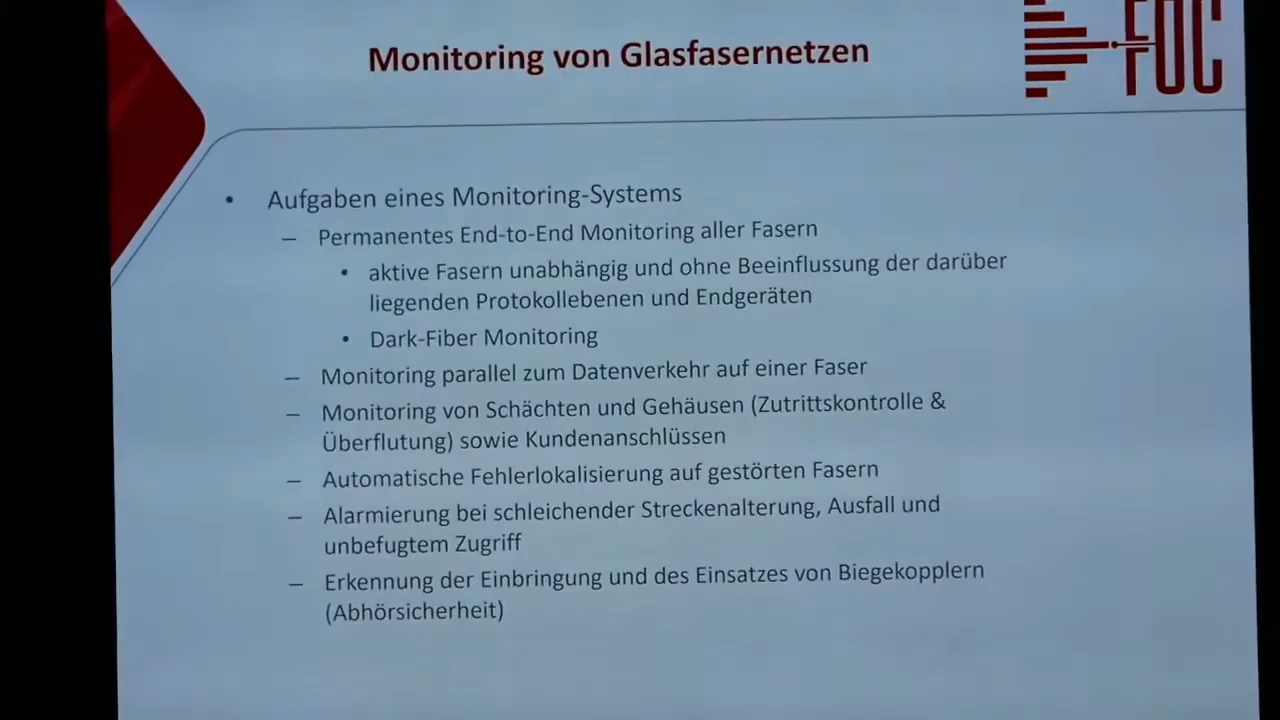 Monitoring von Glasfasernetzen
FOC
• Aufgaben eines Monitoring-Systems
– Permanentes End-to-End Monitoring aller Fasern
• aktive Fasern unabhängig und ohne Beeinflussung der darüber
liegenden Protokollebenen und Endgeräten
• Dark-Fiber Monitoring
– Monitoring parallel zum Datenverkehr auf einer Faser
– Monitoring von Schächten und Gehäusen (Zutrittskontrolle &
Überflutung) sowie Kundenanschlüssen
– Automatische Fehlerlokalisierung auf gestörten Fasern
– Alarmierung bei schleichender Streckenalterung, Ausfall und
unbefugtem Zugriff
– Erkennung der Einbringung und des Einsatzes von Biegekopplern
(Abhörsicherheit)